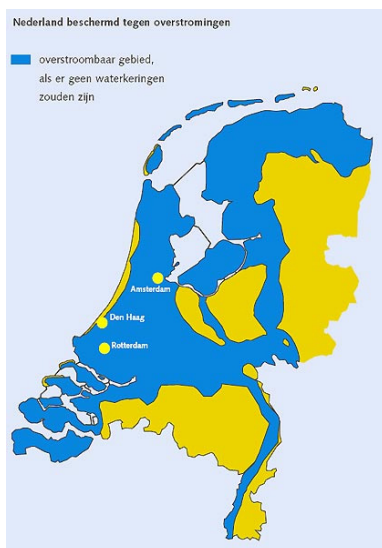 Nederland beschermd tegen overstromingen
overstroombaar gebied,
als er geen waterkeringen
zouden zijn
Amsterdam
Den Haag
Rotterdam